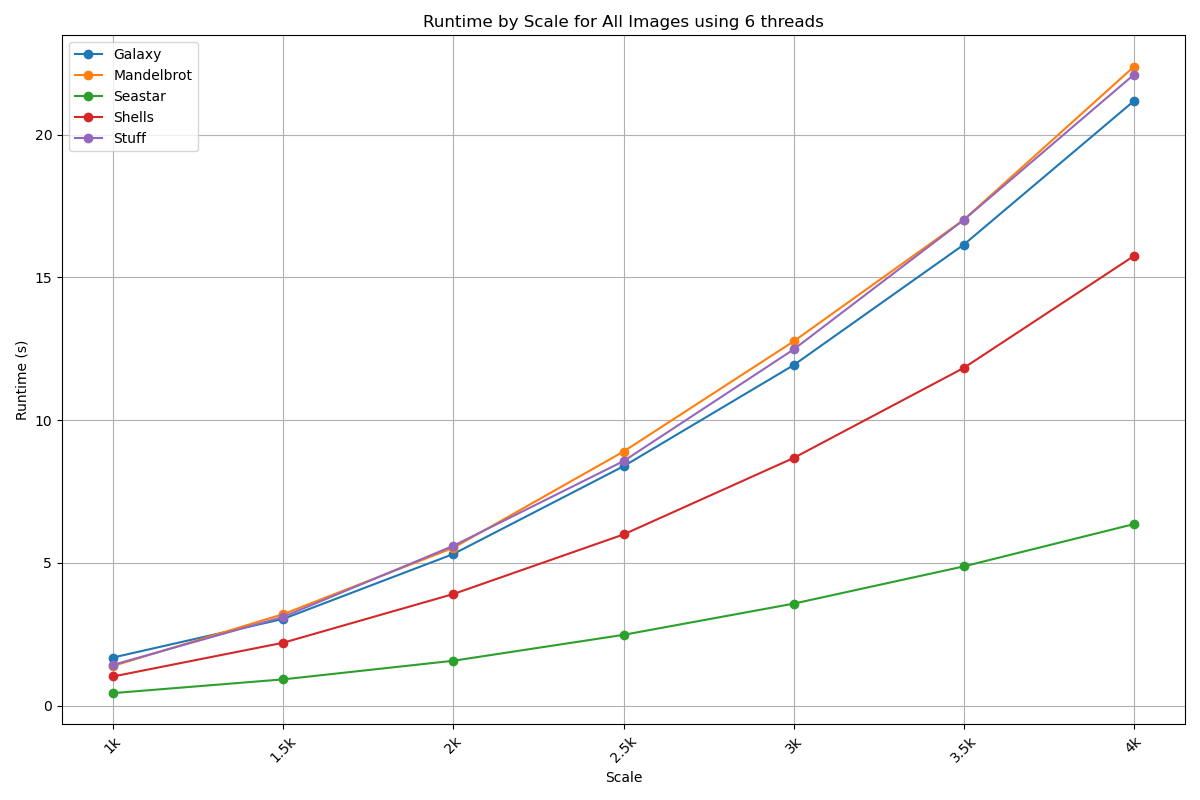 Runtime by Scale for All Images using 6 threads
Galaxy
Mandelbrot
Seastar
Shells
Stuff
Runtime (s)
20
15
10
5
0
1k
1.5k
2k
2.5k
3k
3.5k
4k
Scale